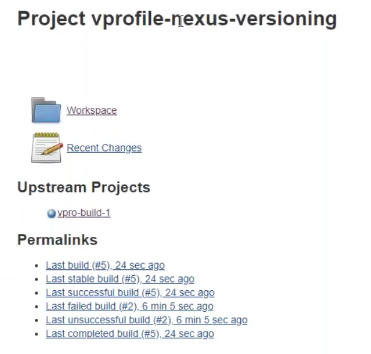 Project vprofile-nexus-versioning
Workspace
Recent Changes
Upstream Projects
vpro-build-1
Permalinks
Last build (#5), 24 sec ago
Last stable build (#5), 24 sec ago
Last successful build (#5), 24 sec ago
Last failed build (#2), 6 min 5 sec ago
Last unsuccessful build (#2), 6 min 5 sec ago
Last completed build (#5), 24 sec ago